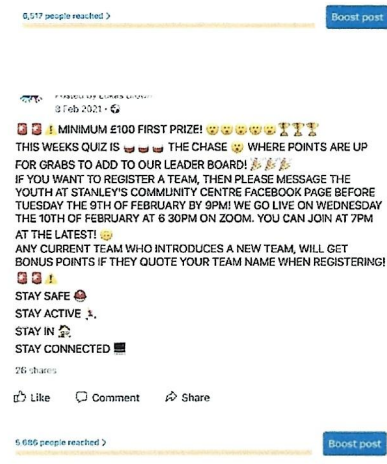 6,517 people reached >
Boost post
8 Feb 2021 ·
🚨🚨⚠️ MINIMUM £100 FIRST PRIZE! 😮😮😮😮😮🏆🏆🏆
THIS WEEKS QUIZ IS 🥁🥁🥁 THE CHASE 😮 WHERE POINTS ARE UP
FOR GRABS TO ADD TO OUR LEADER BOARD! 🎉🎉🎉
IF YOU WANT TO REGISTER A TEAM, THEN PLEASE MESSAGE THE
YOUTH AT STANLEY'S COMMUNITY CENTRE FACEBOOK PAGE BEFORE
TUESDAY THE 9TH OF FEBRUARY BY 9PM! WE GO LIVE ON WEDNESDAY
THE 10TH OF FEBRUARY AT 6 30PM ON ZOOM. YOU CAN JOIN AT 7PM
AT THE LATEST!
ANY CURRENT TEAM WHO INTRODUCES A NEW TEAM, WILL GET
BONUS POINTS IF THEY QUOTE YOUR TEAM NAME WHEN REGISTERING!
🚨🚨⚠️
STAY SAFE
STAY ACTIVE
STAY IN 🏡
STAY CONNECTED 💻
26 shares
Like
Comment
Share
5 686 people reached >
Boost post